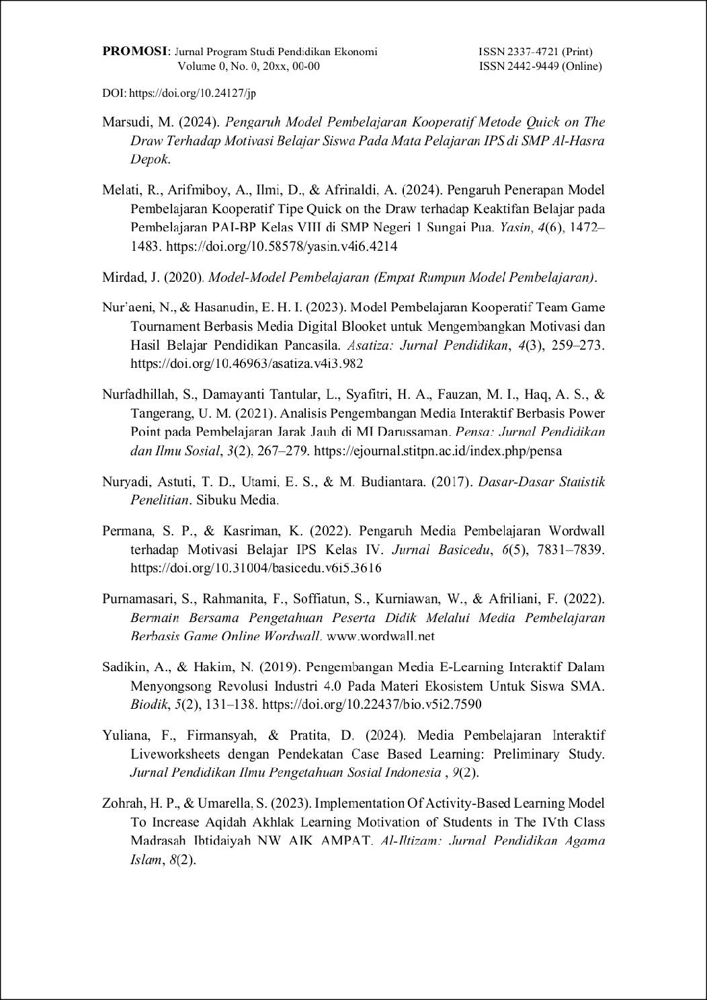 PROMOSI: Jurnal Program Studi Pendidikan Ekonomi ISSN 2337-4721 (Print)
Volume 0, No. 0, 20xx, 00-00 ISSN 2442-9449 (Online)
DOI: https://doi.org/10.24127/jp
Marsudi, M. (2024). Pengaruh Model Pembelajaran Kooperatif Metode Quick on The
Draw Terhadap Motivasi Belajar Siswa Pada Mata Pelajaran IPS di SMP Al-Hasra
Depok.
Melati, R., Arifmiboy, A., Ilmi, D., & Afrinaldi, A. (2024). Pengaruh Penerapan Model
Pembelajaran Kooperatif Tipe Quick on the Draw terhadap Keaktifan Belajar pada
Pembelajaran PAI-BP Kelas VIII di SMP Negeri 1 Sungai Pua. Yasin, 4(6), 1472–
1483. https://doi.org/10.58578/yasin.v4i6.4214
Mirdad, J. (2020). Model-Model Pembelajaran (Empat Rumpun Model Pembelajaran).
Nur’aeni, N., & Hasanudin, E. H. I. (2023). Model Pembelajaran Kooperatif Team Game
Tournament Berbasis Media Digital Blooket untuk Mengembangkan Motivasi dan
Hasil Belajar Pendidikan Pancasila. Asatiza: Jurnal Pendidikan, 4(3), 259–273.
https://doi.org/10.46963/asatiza.v4i3.982
Nurfadhillah, S., Damayanti Tantular, L., Syafitri, H. A., Fauzan, M. I., Haq, A. S., &
Tangerang, U. M. (2021). Analisis Pengembangan Media Interaktif Berbasis Power
Point pada Pembelajaran Jarak Jauh di MI Darussaman. Pensa: Jurnal Pendidikan
dan Ilmu Sosial, 3(2), 267–279. https://ejournal.stitpn.ac.id/index.php/pensa
Nuryadi, Astuti, T. D., Utami, E. S., & M. Budiantara. (2017). Dasar-Dasar Statistik
Penelitian. Sibuku Media.
Permana, S. P., & Kasriman, K. (2022). Pengaruh Media Pembelajaran Wordwall
terhadap Motivasi Belajar IPS Kelas IV. Jurnal Basicedu, 6(5), 7831–7839.
https://doi.org/10.31004/basicedu.v6i5.3616
Purnamasari, S., Rahmanita, F., Soffiatun, S., Kurniawan, W., & Afriliani, F. (2022).
Bermain Bersama Pengetahuan Peserta Didik Melalui Media Pembelajaran
Berbasis Game Online Wordwall. www.wordwall.net
Sadikin, A., & Hakim, N. (2019). Pengembangan Media E-Learning Interaktif Dalam
Menyongsong Revolusi Industri 4.0 Pada Materi Ekosistem Untuk Siswa SMA.
Biodik, 5(2), 131–138. https://doi.org/10.22437/bio.v5i2.7590
Yuliana, F., Firmansyah, & Pratita, D. (2024). Media Pembelajaran Interaktif
Liveworksheets dengan Pendekatan Case Based Learning: Preliminary Study.
Jurnal Pendidikan Ilmu Pengetahuan Sosial Indonesia , 9(2).
Zohrah, H. P., & Umarella, S. (2023). Implementation Of Activity-Based Learning Model
To Increase Aqidah Akhlak Learning Motivation of Students in The IVth Class
Madrasah Ibtidaiyah NW AIK AMPAT. Al-Iltizam: Jurnal Pendidikan Agama
Islam, 8(2).